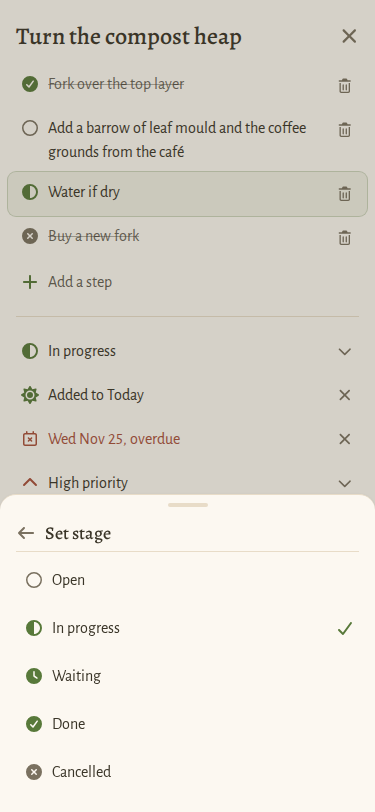 Turn the compost heap
Fork over the top layer
Add a barrow of leaf mould and the coffee
grounds from the café
Water if dry
Buy a new fork
Add a step
In progress
Added to Today
Wed Nov 25, overdue
High priority
Set stage
Open
In progress
Waiting
Done
Cancelled